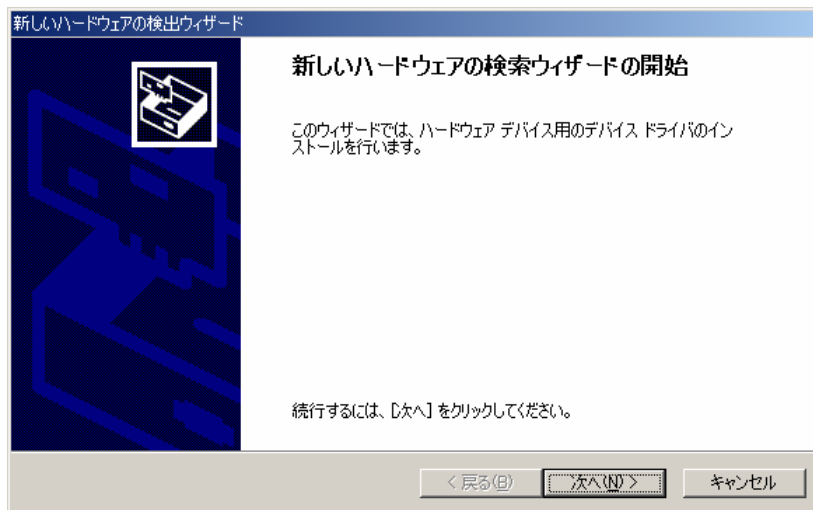 新しいハードウェアの検出ウィザード
新しいハードウェアの検索ウィザードの開始
このウィザードでは、ハードウェア デバイス用のデバイス ドライバのイン
ストールを行います。
続行するには、[次へ] をクリックしてください。
< 戻る(B)
次へ(N) >
キャンセル